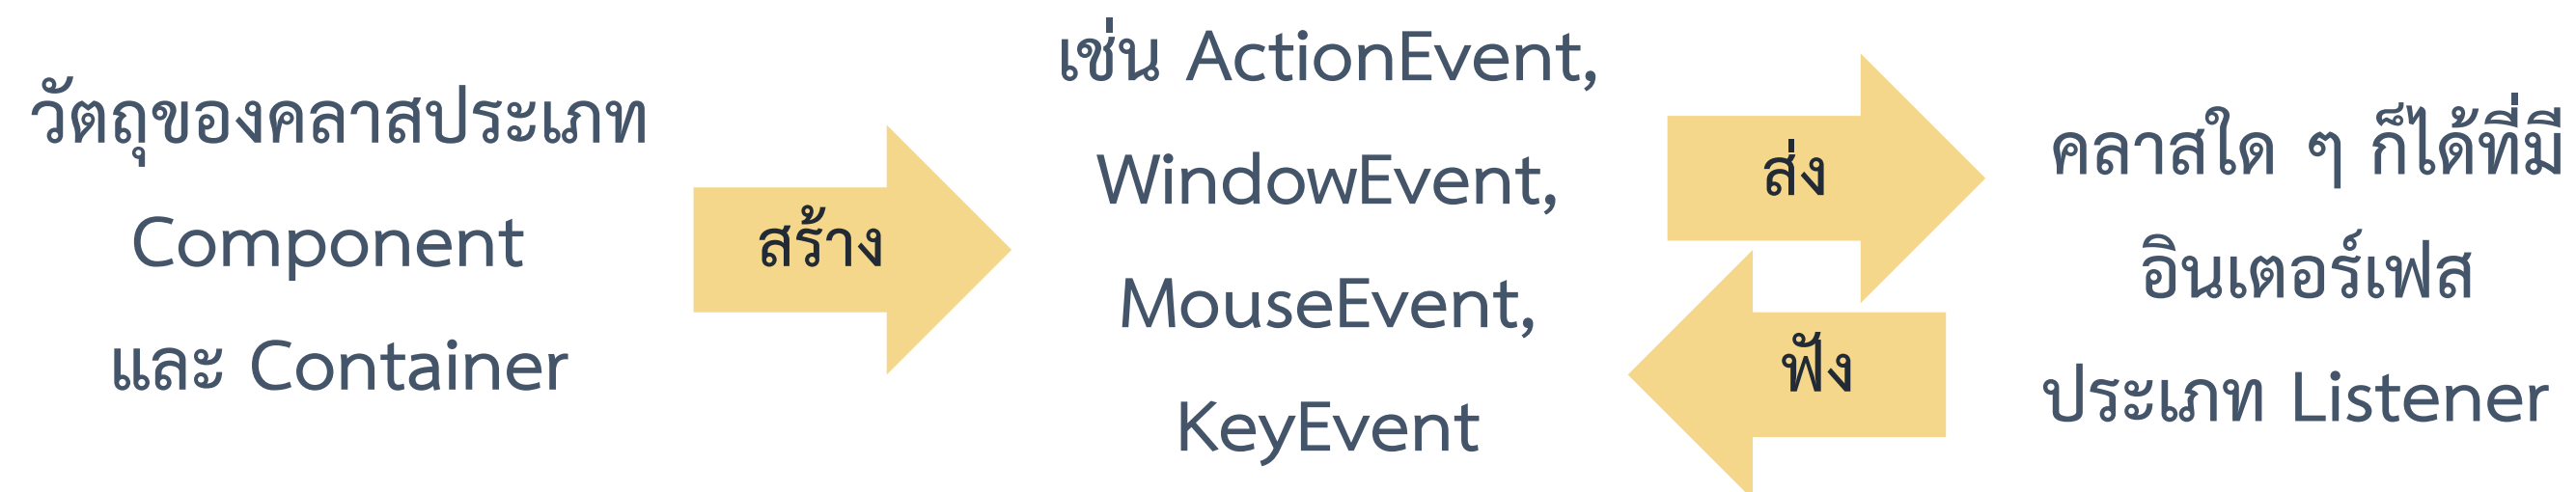 วัตถุของคลาสประเภท
Component
และ Container
สร้าง
เช่น ActionEvent,
WindowEvent,
MouseEvent,
KeyEvent
ส่ง
ฟัง
คลาสใด ๆ ก็ได้ที่มี
อินเตอร์เฟส
ประเภท Listener